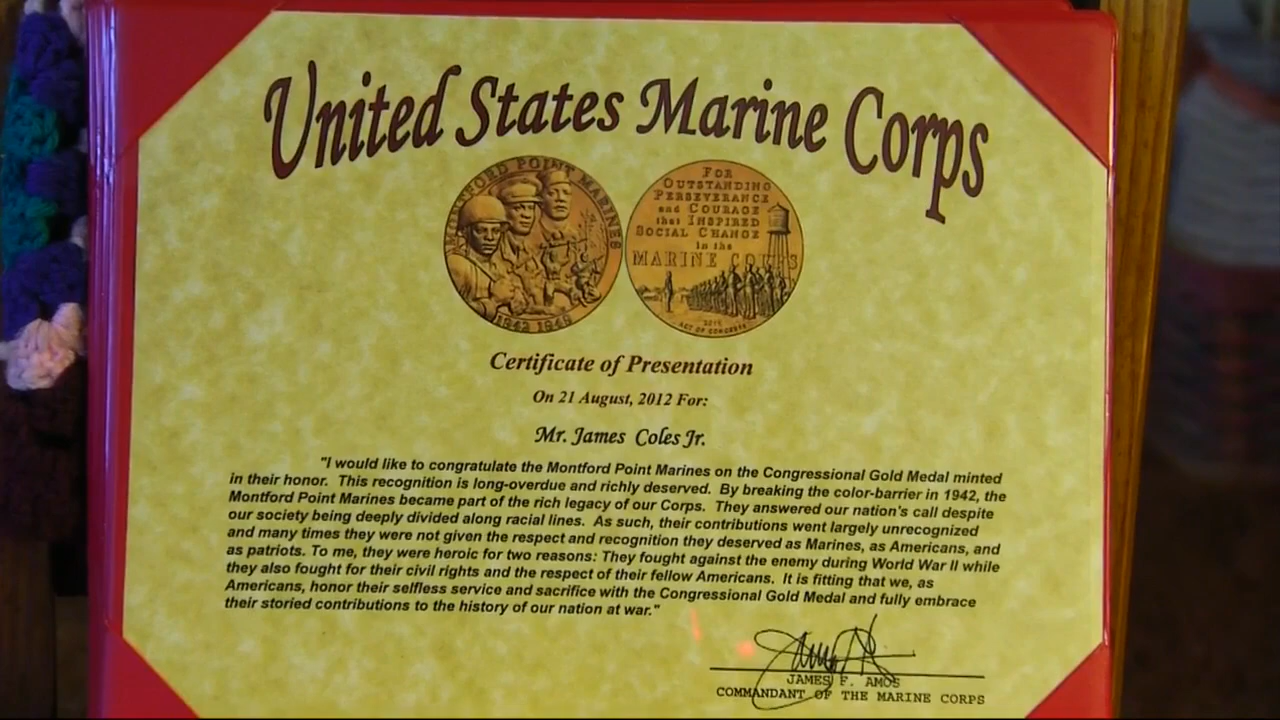 United States Marine Corps
MONTFORD POINT MARINES
1942 1949
FOR
OUTSTANDING
PERSEVERANCE
and COURAGE
that INSPIRED
SOCIAL CHANGE
in the
MARINE CORPS
2011
ACT OF CONGRESS
Certificate of Presentation
On 21 August, 2012 For:
Mr. James Coles Jr.
"I would like to congratulate the Montford Point Marines on the Congressional Gold Medal minted
in their honor. This recognition is long-overdue and richly deserved. By breaking the color-barrier in 1942, the
Montford Point Marines became part of the rich legacy of our Corps. They answered our nation's call despite
our society being deeply divided along racial lines. As such, their contributions went largely unrecognized
and many times they were not given the respect and recognition they deserved as Marines, as Americans, and
as patriots. To me, they were heroic for two reasons: They fought against the enemy during World War II while
they also fought for their civil rights and the respect of their fellow Americans. It is fitting that we, as
Americans, honor their selfless service and sacrifice with the Congressional Gold Medal and fully embrace
their storied contributions to the history of our nation at war."
JAMES F. AMOS
COMMANDANT OF THE MARINE CORPS